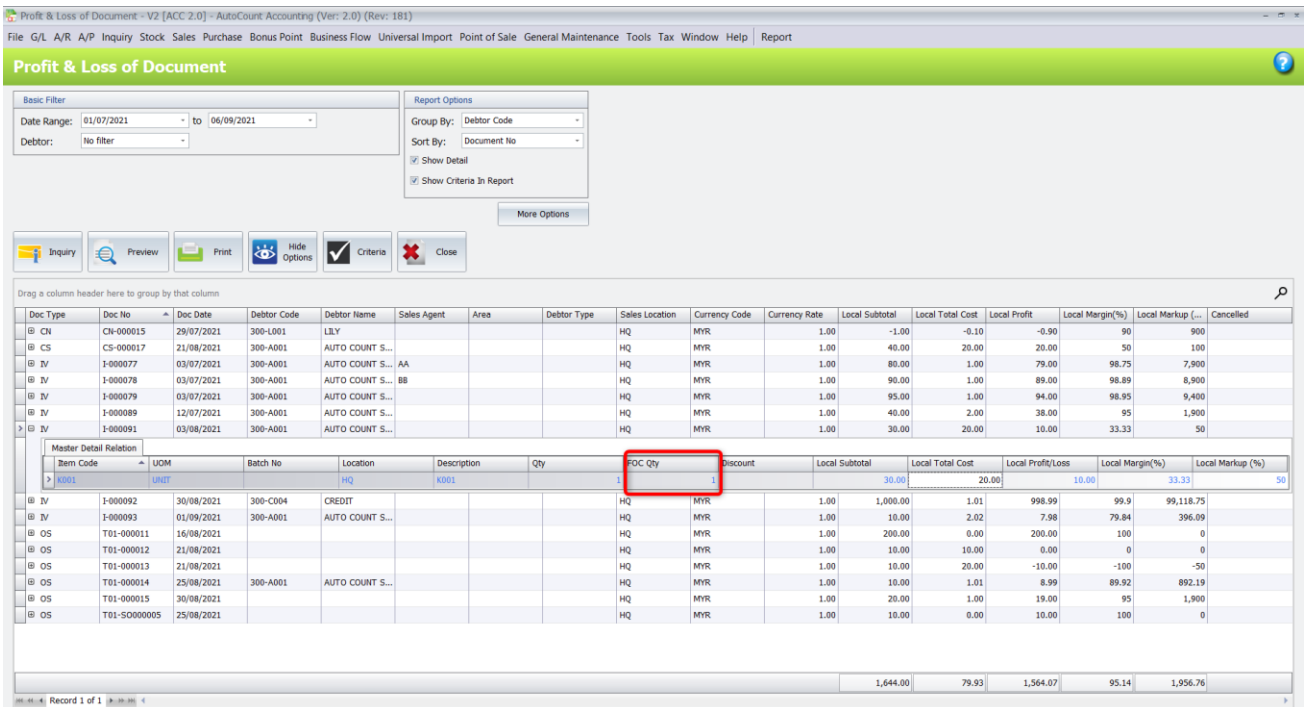 Profit & Loss of Document - V2 [ACC 2.0] - AutoCount Accounting (Ver: 2.0) (Rev: 181)
File G/L A/R A/P Inquiry Stock Sales Purchase Bonus Point Business Flow Universal Import Point of Sale General Maintenance Tools Tax Window Help Report
Profit & Loss of Document
Basic Filter
Date Range: 01/07/2021 to 06/09/2021
Debtor: No filter
Report Options
Group By: Debtor Code
Sort By: Document No
Show Detail
Show Criteria In Report
More Options
Inquiry Preview Print Hide Options Criteria Close
Drag a column header here to group by that column
Doc Type Doc No Doc Date Debtor Code Debtor Name Sales Agent Area Debtor Type Sales Location Currency Code Currency Rate Local Subtotal Local Total Cost Local Profit Local Margin(%) Local Markup (... Cancelled
CN CN-000015 29/07/2021 300-L001 LILY HQ MYR 1.00 -1.00 -0.10 -0.90 90 900
CS CS-000017 21/08/2021 300-A001 AUTO COUNT S... HQ MYR 1.00 40.00 20.00 20.00 50 100
IV I-000077 03/07/2021 300-A001 AUTO COUNT S... AA HQ MYR 1.00 80.00 1.00 79.00 98.75 7,900
IV I-000078 03/07/2021 300-A001 AUTO COUNT S... BB HQ MYR 1.00 90.00 1.00 89.00 98.89 8,900
IV I-000079 03/07/2021 300-A001 AUTO COUNT S... HQ MYR 1.00 95.00 1.00 94.00 98.95 9,400
IV I-000089 12/07/2021 300-A001 AUTO COUNT S... HQ MYR 1.00 40.00 2.00 38.00 95 1,900
IV I-000091 03/08/2021 300-A001 AUTO COUNT S... HQ MYR 1.00 30.00 20.00 10.00 33.33 50
Master Detail Relation
Item Code UOM Batch No Location Description Qty FOC Qty Discount Local Subtotal Local Total Cost Local Profit/Loss Local Margin(%) Local Markup (%)
K001 UNIT HQ K001 1 1 30.00 20.00 10.00 33.33 50
IV I-000092 30/08/2021 300-C004 CREDIT HQ MYR 1.00 1,000.00 1.01 998.99 99.9 99,118.75
IV I-000093 01/09/2021 300-A001 AUTO COUNT S... HQ MYR 1.00 10.00 2.02 7.98 79.84 396.09
OS T01-000011 16/08/2021 HQ MYR 1.00 200.00 0.00 200.00 100 0
OS T01-000012 21/08/2021 HQ MYR 1.00 10.00 10.00 0.00 0 0
OS T01-000013 21/08/2021 HQ MYR 1.00 10.00 20.00 -10.00 -100 -50
OS T01-000014 25/08/2021 300-A001 AUTO COUNT S... HQ MYR 1.00 10.00 1.01 8.99 89.92 892.19
OS T01-000015 30/08/2021 HQ MYR 1.00 20.00 1.00 19.00 95 1,900
OS T01-SO000005 25/08/2021 HQ MYR 1.00 10.00 0.00 10.00 100 0
1,644.00 79.93 1,564.07 95.14 1,956.76
Record 1 of 1